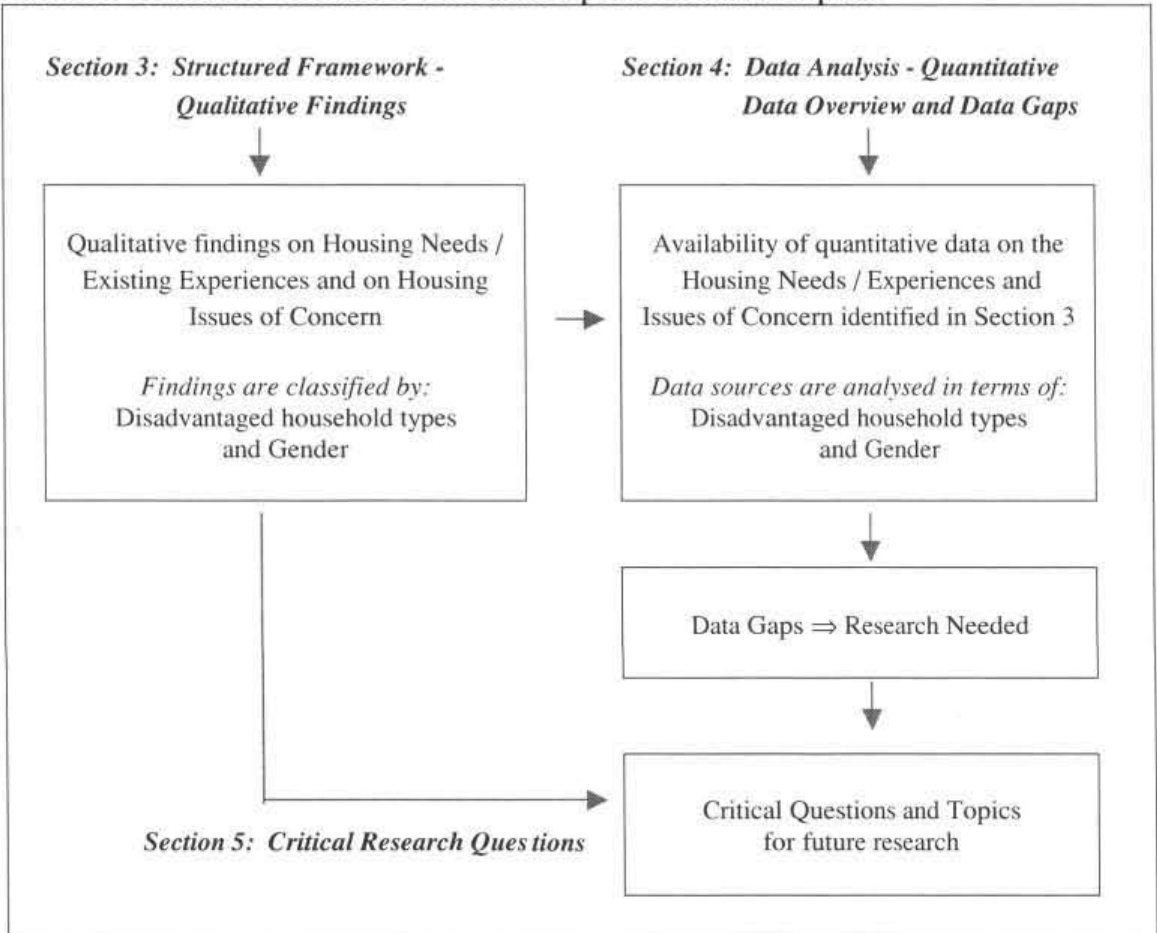 Section 3: Structured Framework -
Qualitative Findings
Section 4: Data Analysis - Quantitative
Data Overview and Data Gaps
Qualitative findings on Housing Needs /
Existing Experiences and on Housing
Issues of Concern
Findings are classified by:
Disadvantaged household types
and Gender
Availability of quantitative data on the
Housing Needs / Experiences and
Issues of Concern identified in Section 3
Data sources are analysed in terms of:
Disadvantaged household types
and Gender
Data Gaps ⇒ Research Needed
Critical Questions and Topics
for future research
Section 5: Critical Research Questions